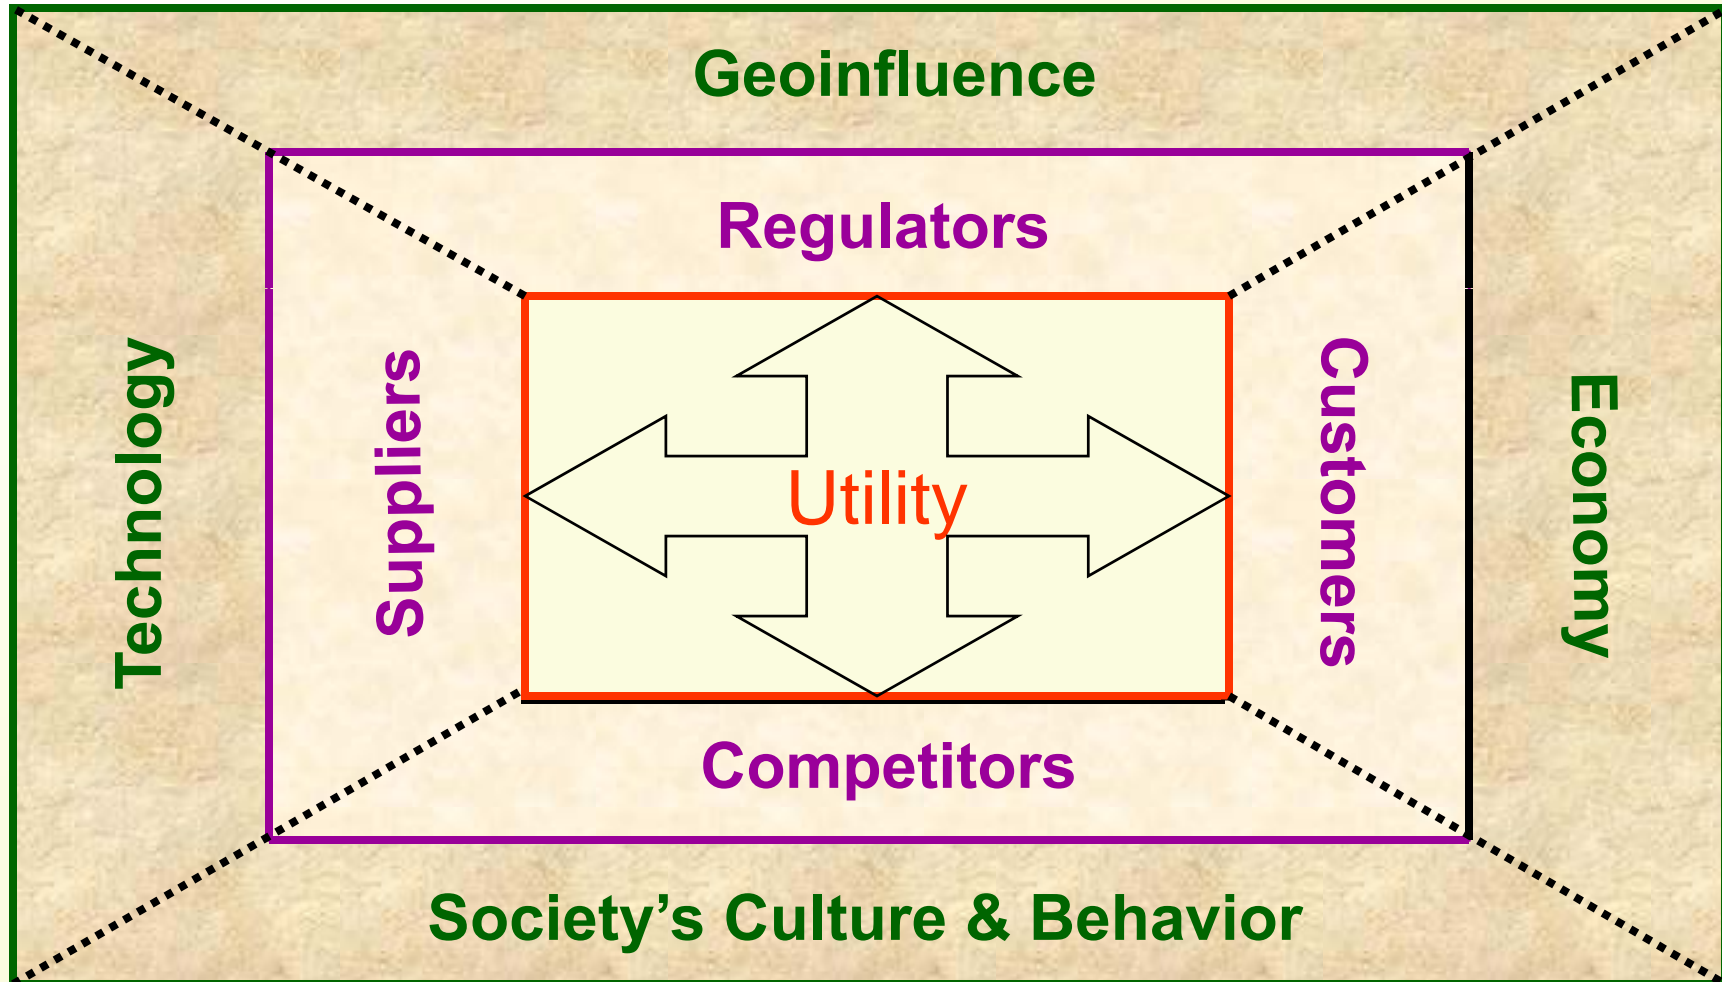 Geoinfluence
Regulators
Technology
Suppliers
Utility
Customers
Economy
Competitors
Society’s Culture & Behavior